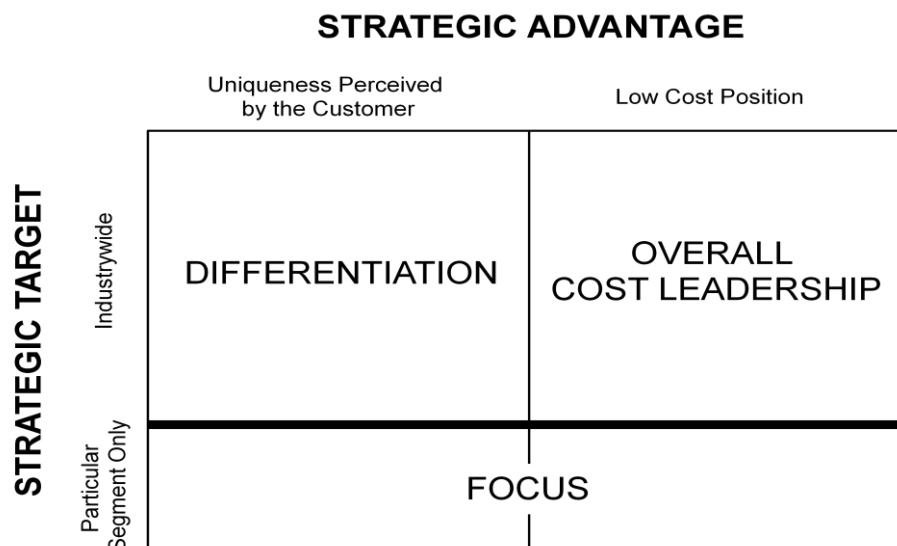 STRATEGIC ADVANTAGE
Uniqueness Perceived
by the Customer
Low Cost Position
STRATEGIC TARGET
Industrywide
DIFFERENTIATION
OVERALL
COST LEADERSHIP
Particular
Segment Only
FOCUS